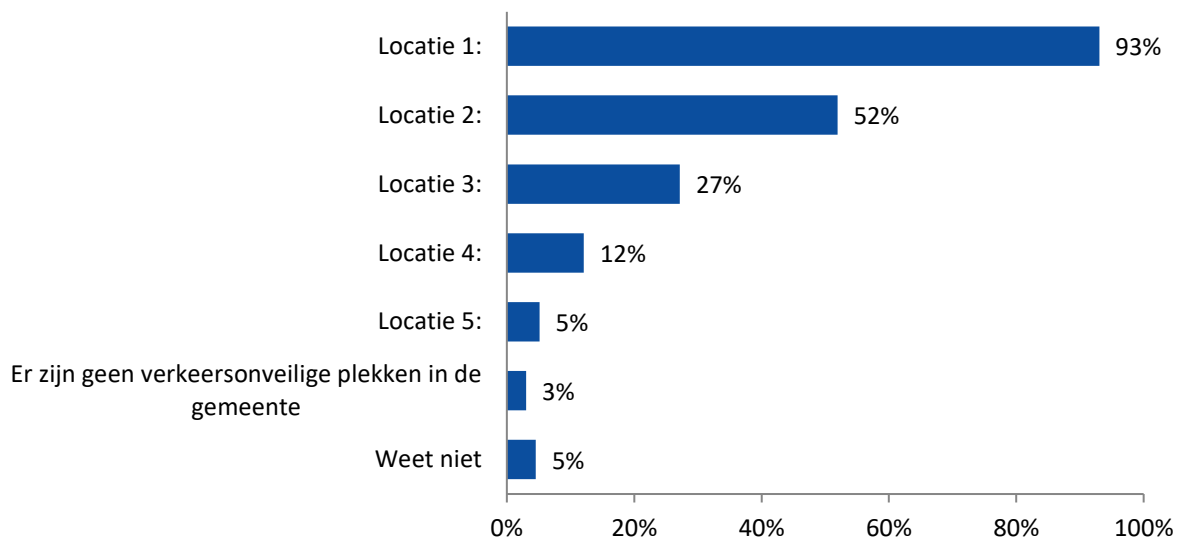 Locatie 1: 93%
Locatie 2: 52%
Locatie 3: 27%
Locatie 4: 12%
Locatie 5: 5%
Er zijn geen verkeersonveilige plekken in de
gemeente 3%
Weet niet 5%
0% 20% 40% 60% 80% 100%